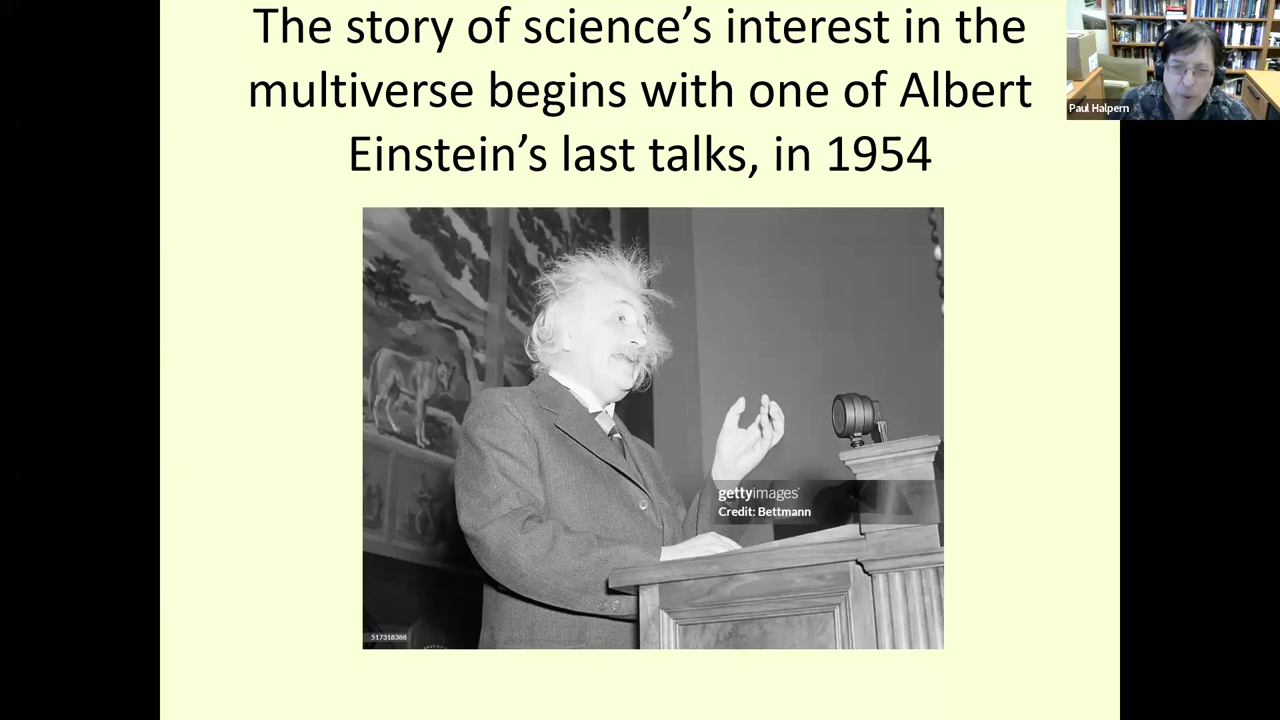 The story of science’s interest in the
multiverse begins with one of Albert
Einstein’s last talks, in 1954
Paul Halpern
gettyimages®
Credit: Bettmann
517318388